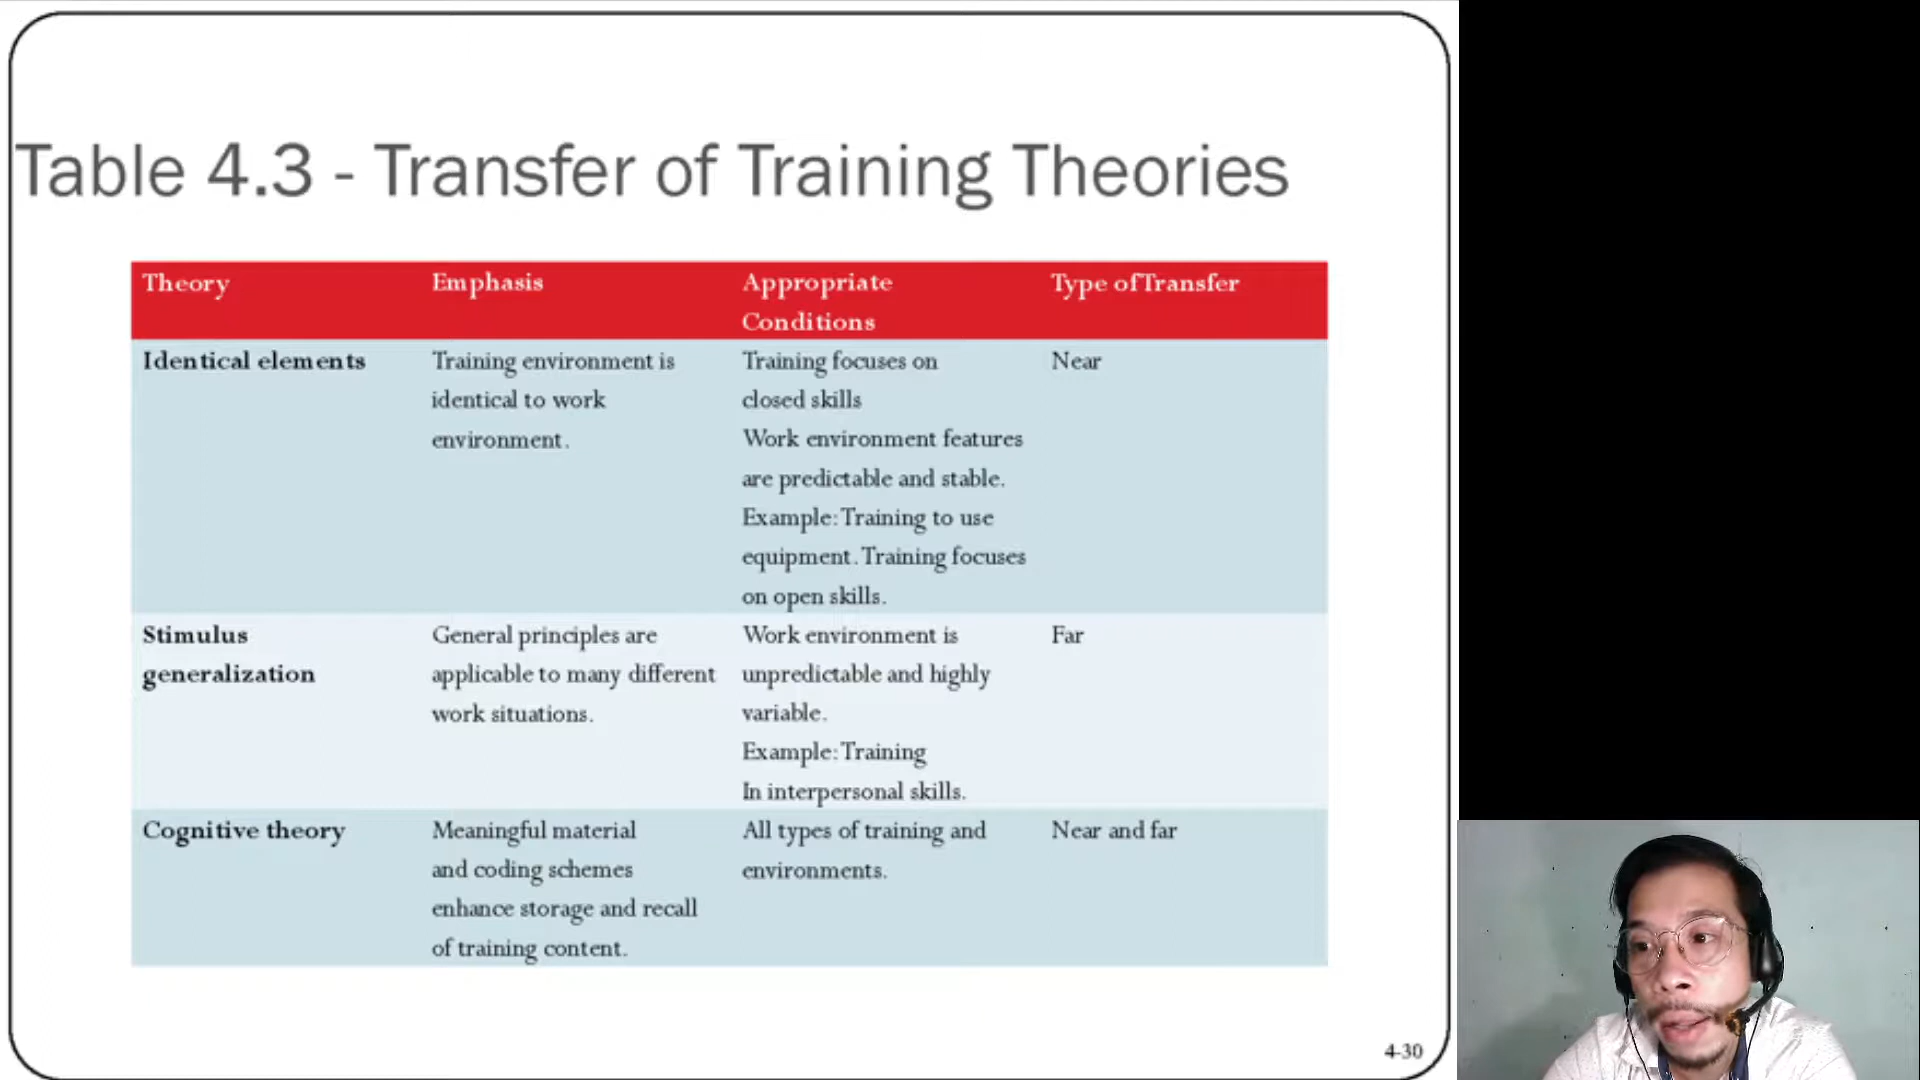 Table 4.3 - Transfer of Training Theories
Theory
Emphasis
Appropriate
Conditions
Type of Transfer
Identical elements
Training environment is
identical to work
environment.
Training focuses on
closed skills
Work environment features
are predictable and stable.
Example: Training to use
equipment. Training focuses
on open skills.
Near
Stimulus
generalization
General principles are
applicable to many different
work situations.
Work environment is
unpredictable and highly
variable.
Example: Training
In interpersonal skills.
Far
Cognitive theory
Meaningful material
and coding schemes
enhance storage and recall
of training content.
All types of training and
environments.
Near and far
4-30